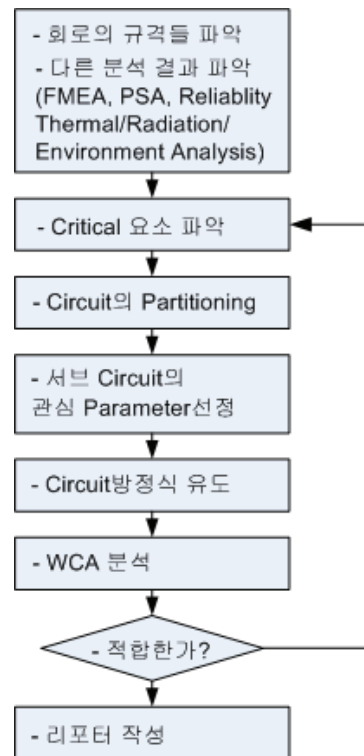 - 회로의 규격들 파악
- 다른 분석 결과 파악
(FMEA, PSA, Reliablity
Thermal/Radiation/
Environment Analysis)
- Critical 요소 파악
- Circuit의 Partitioning
- 서브 Circuit의
관심 Parameter선정
- Circuit방정식 유도
- WCA 분석
- 적합한가?
- 리포터 작성